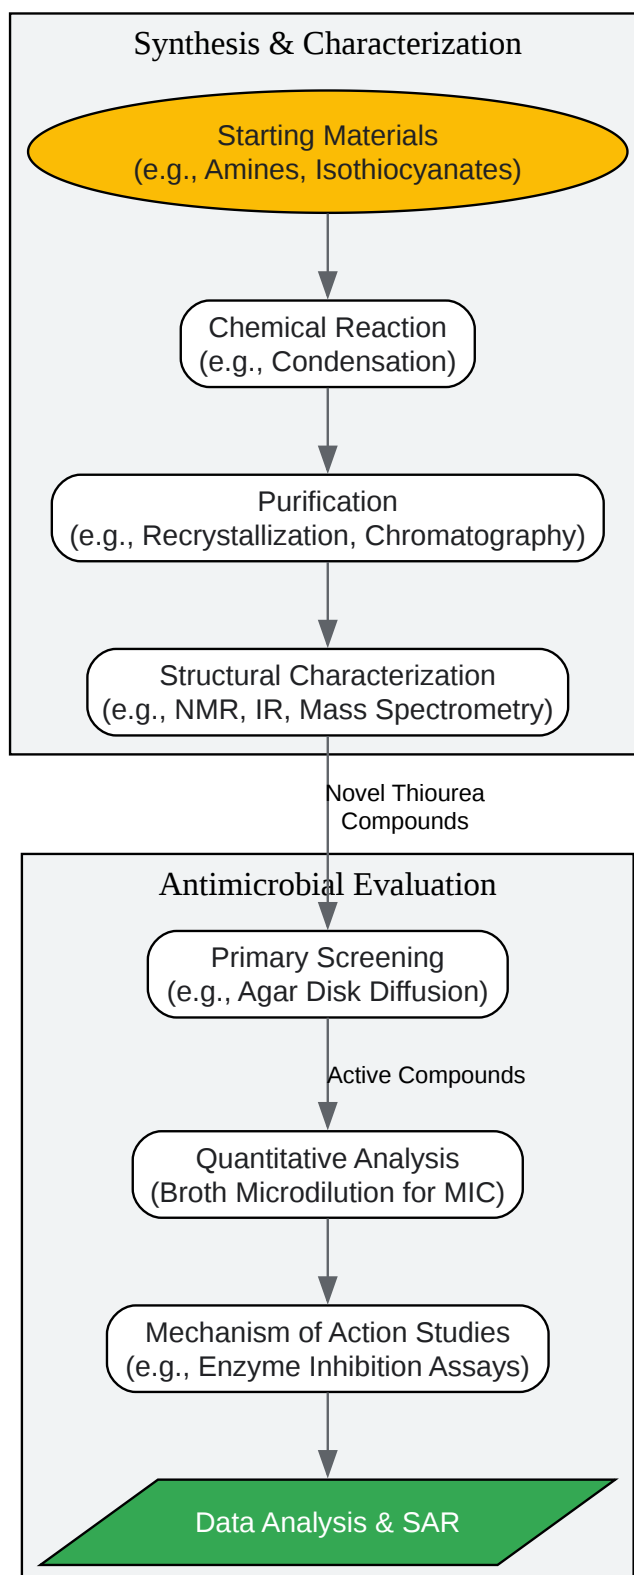 Synthesis & Characterization
Starting Materials
(e.g., Amines, Isothiocyanates)
Chemical Reaction
(e.g., Condensation)
Purification
(e.g., Recrystallization, Chromatography)
Structural Characterization
(e.g., NMR, IR, Mass Spectrometry)
Novel Thiourea
Compounds
Antimicrobial Evaluation
Primary Screening
(e.g., Agar Disk Diffusion)
Active Compounds
Quantitative Analysis
(Broth Microdilution for MIC)
Mechanism of Action Studies
(e.g., Enzyme Inhibition Assays)
Data Analysis & SAR